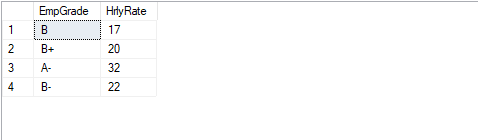 EmpGrade HrlyRate
1 B 17
2 B+ 20
3 A- 32
4 B- 22